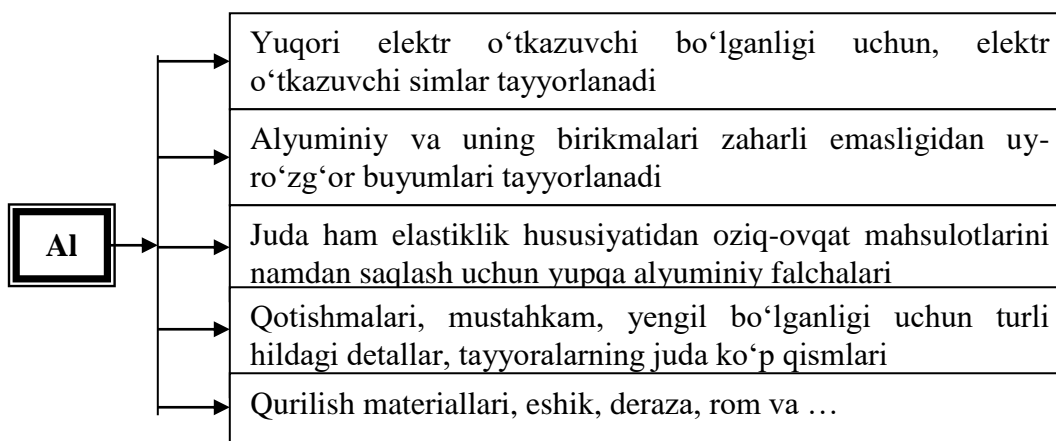 Yuqori elektr o‘tkazuvchi bo‘lganligi uchun, elektr
o‘tkazuvchi simlar tayyorlanadi
Alyuminiy va uning birikmalari zaharli emasligidan uy-
ro‘zg‘or buyumlari tayyorlanadi
Al
Juda ham elastiklik hususiyatidan oziq-ovqat mahsulotlarini
namdan saqlash uchun yupqa alyuminiy falchalari
Qotishmalari, mustahkam, yengil bo‘lganligi uchun turli
hildagi detallar, tayyoralarning juda ko‘p qismlari
Qurilish materiallari, eshik, deraza, rom va …